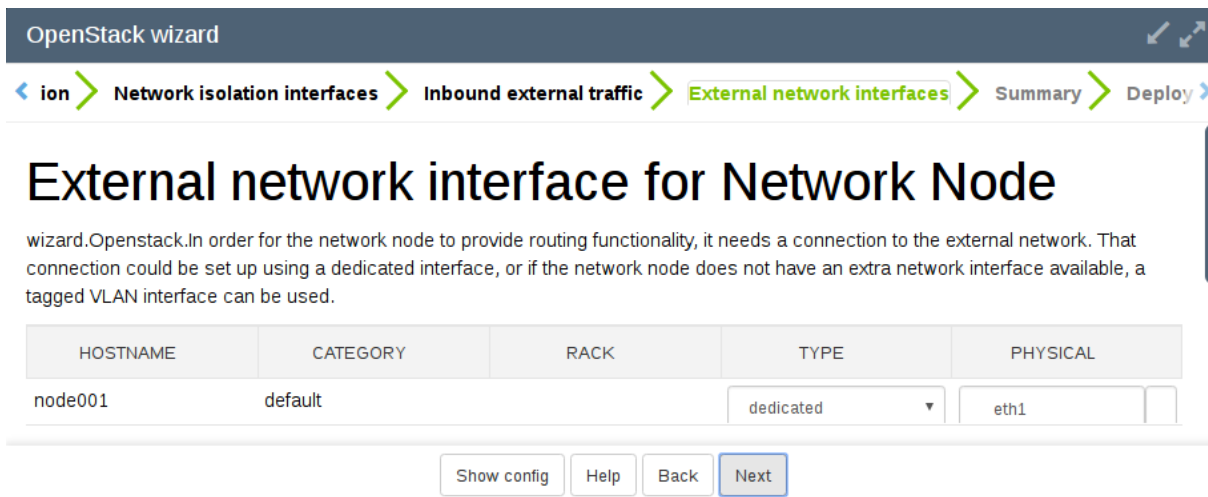 OpenStack wizard
ion Network isolation interfaces Inbound external traffic External network interfaces Summary Deploy
External network interface for Network Node
wizard.Openstack.In order for the network node to provide routing functionality, it needs a connection to the external network. That
connection could be set up using a dedicated interface, or if the network node does not have an extra network interface available, a
tagged VLAN interface can be used.
HOSTNAME CATEGORY RACK TYPE PHYSICAL
node001 default dedicated eth1
Show config Help Back Next